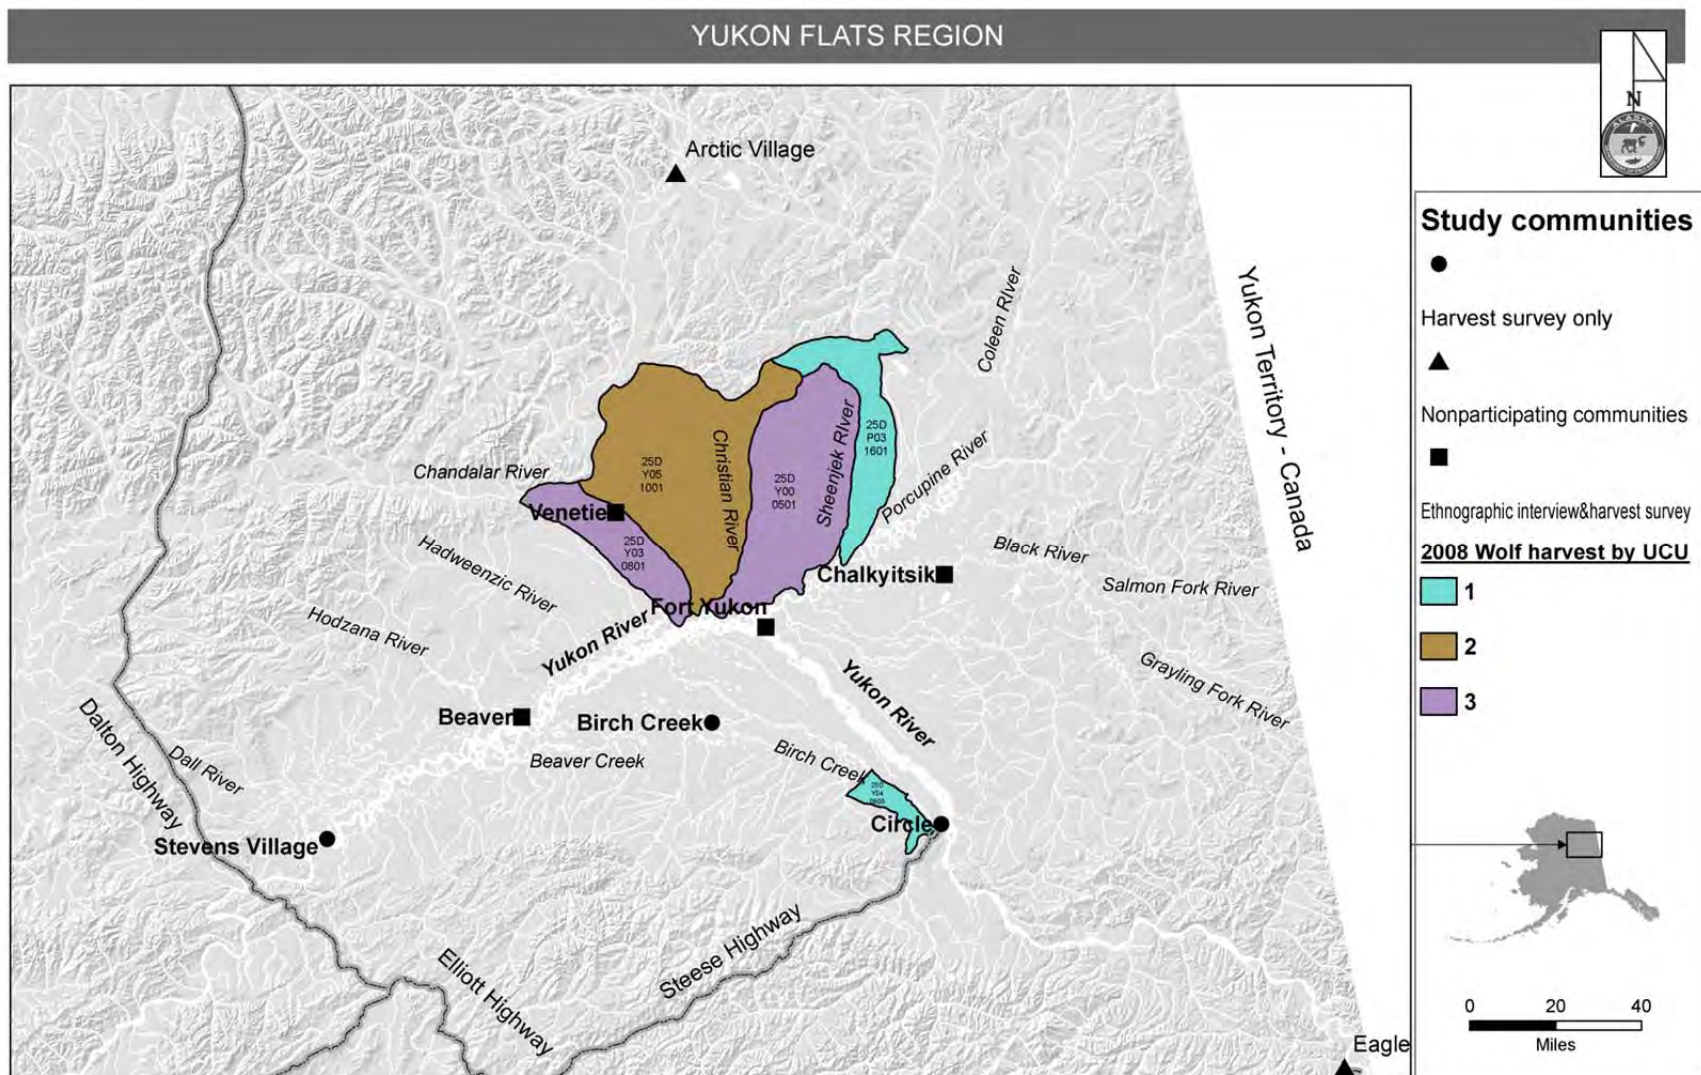 YUKON FLATS REGION
N
ALASKA
Arctic Village
Study communities
Harvest survey only
Nonparticipating communities
Ethnographic interview&harvest survey
2008 Wolf harvest by UCU
1
2
3
Yukon Territory - Canada
Coleen RIver
Chandalar River
Christian River
Sheenjek RIver
Porcupine River
25D
P03
1601
25D
Y05
1001
25D
Y00
0501
Venetie
25D
Y03
0801
Hadweenzic River
Black River
Chalkyitsik
Salmon Fork River
Hodzana River
Fort Yukon
Yukon River
Yukon River
Grayling Fork River
Beaver
Birch Creek
Beaver Creek
Birch Creek
Dall River
Dalton Highway
25D
Y04
Circle
Stevens Village
Steese Highway
Elliott Highway
Eagle
0 20 40
Miles